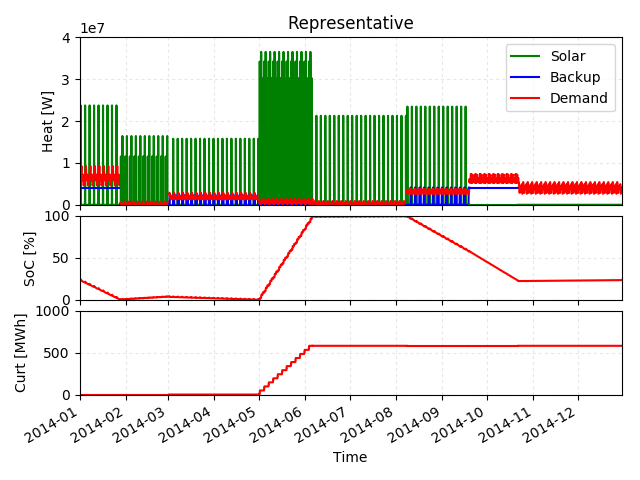 Representative
1e7
4
3
2
1
0
Heat [W]
Solar
Backup
Demand
100
50
0
SoC [%]
1000
500
0
Curt [MWh]
2014-01
2014-02
2014-03
2014-04
2014-05
2014-06
2014-07
2014-08
2014-09
2014-10
2014-11
2014-12
Time